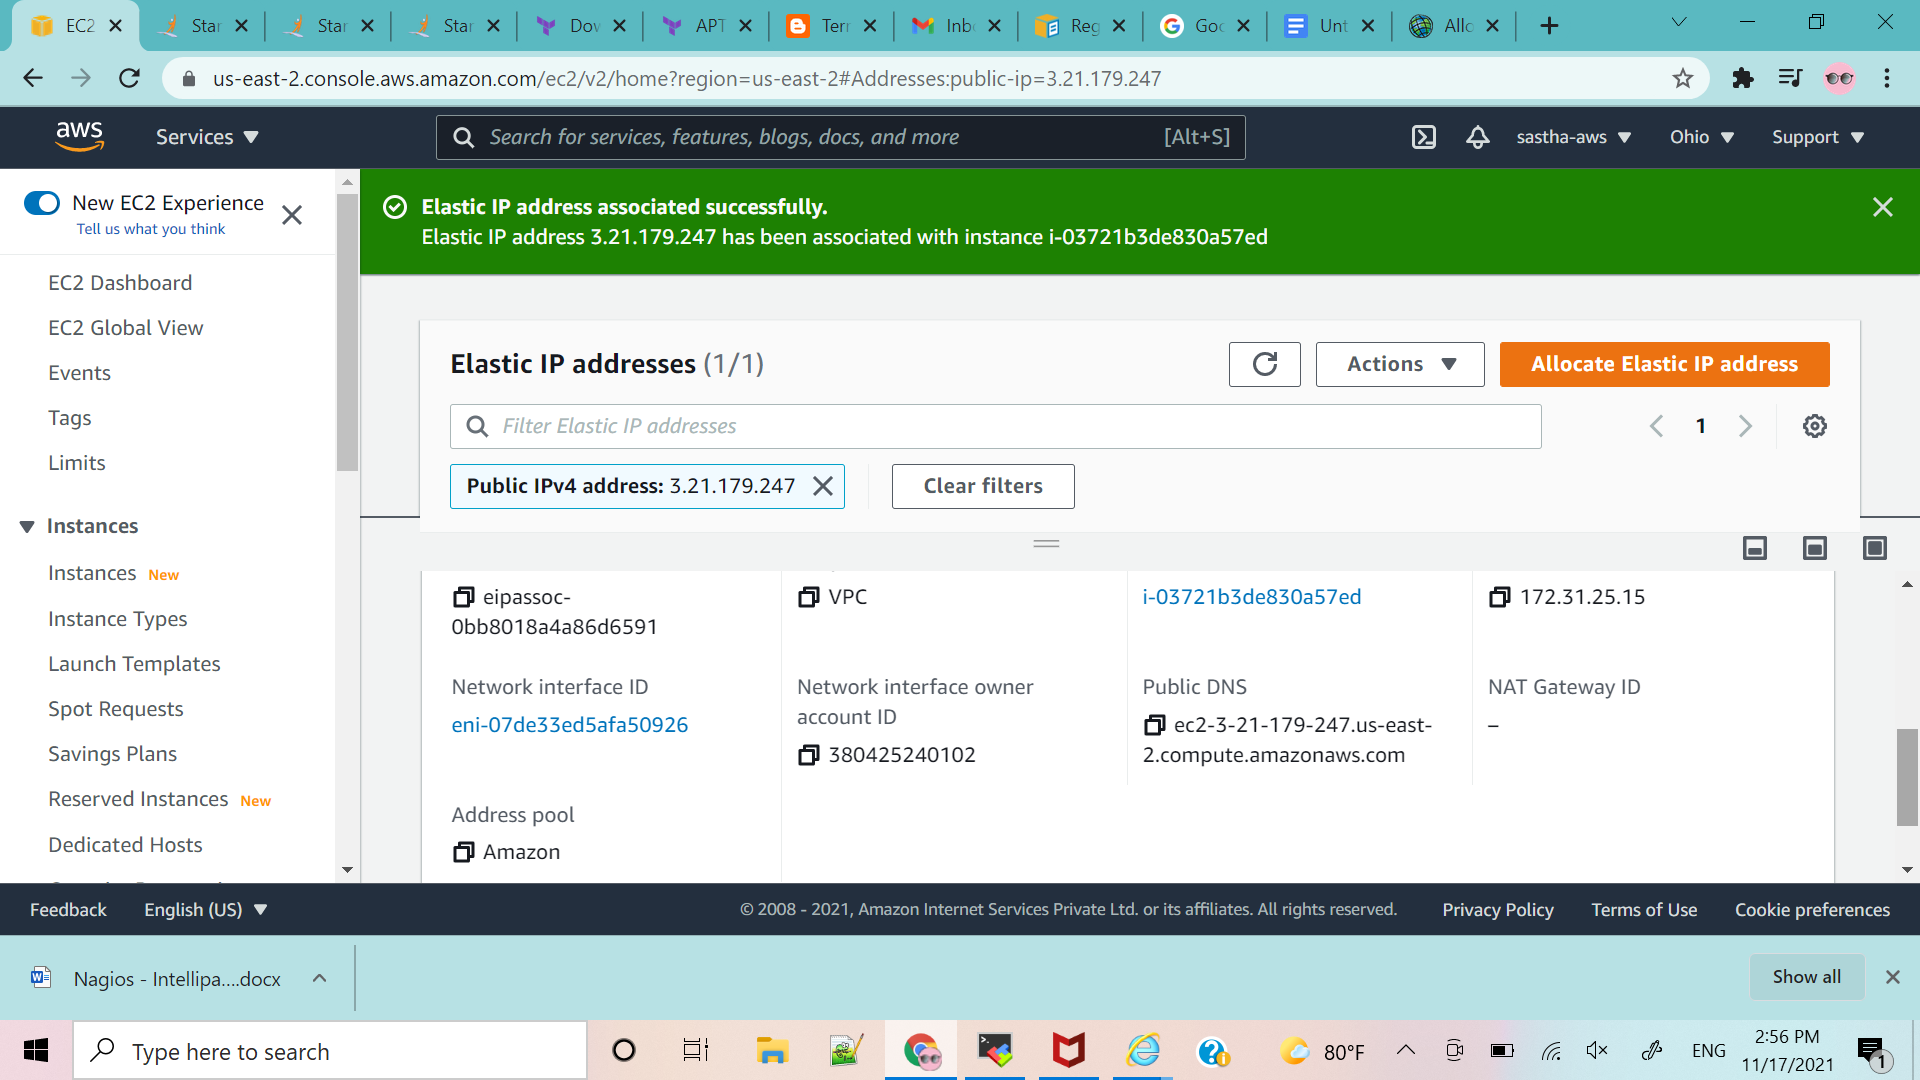 EC2
Star
Star
Star
Dov
APT
Terr
Inb
Reg
Goo
Unt
Allo
us-east-2.console.aws.amazon.com/ec2/v2/home?region=us-east-2#Addresses:public-ip=3.21.179.247
aws
Services
Search for services, features, blogs, docs, and more
[Alt+S]
sastha-aws
Ohio
Support
New EC2 Experience
Tell us what you think
EC2 Dashboard
EC2 Global View
Events
Tags
Limits
Instances
Instances New
Instance Types
Launch Templates
Spot Requests
Savings Plans
Reserved Instances New
Dedicated Hosts
Elastic IP address associated successfully.
Elastic IP address 3.21.179.247 has been associated with instance i-03721b3de830a57ed
Elastic IP addresses (1/1)
Actions
Allocate Elastic IP address
Filter Elastic IP addresses
1
Public IPv4 address: 3.21.179.247
Clear filters
eipassoc-
0bb8018a4a86d6591
VPC
i-03721b3de830a57ed
172.31.25.15
Network interface ID
eni-07de33ed5afa50926
Network interface owner
account ID
380425240102
Public DNS
ec2-3-21-179-247.us-east-
2.compute.amazonaws.com
NAT Gateway ID
–
Address pool
Amazon
Feedback
English (US)
© 2008 - 2021, Amazon Internet Services Private Ltd. or its affiliates. All rights reserved.
Privacy Policy
Terms of Use
Cookie preferences
Nagios - Intellipa....docx
Show all
Type here to search
80°F
ENG
2:56 PM
11/17/2021
1